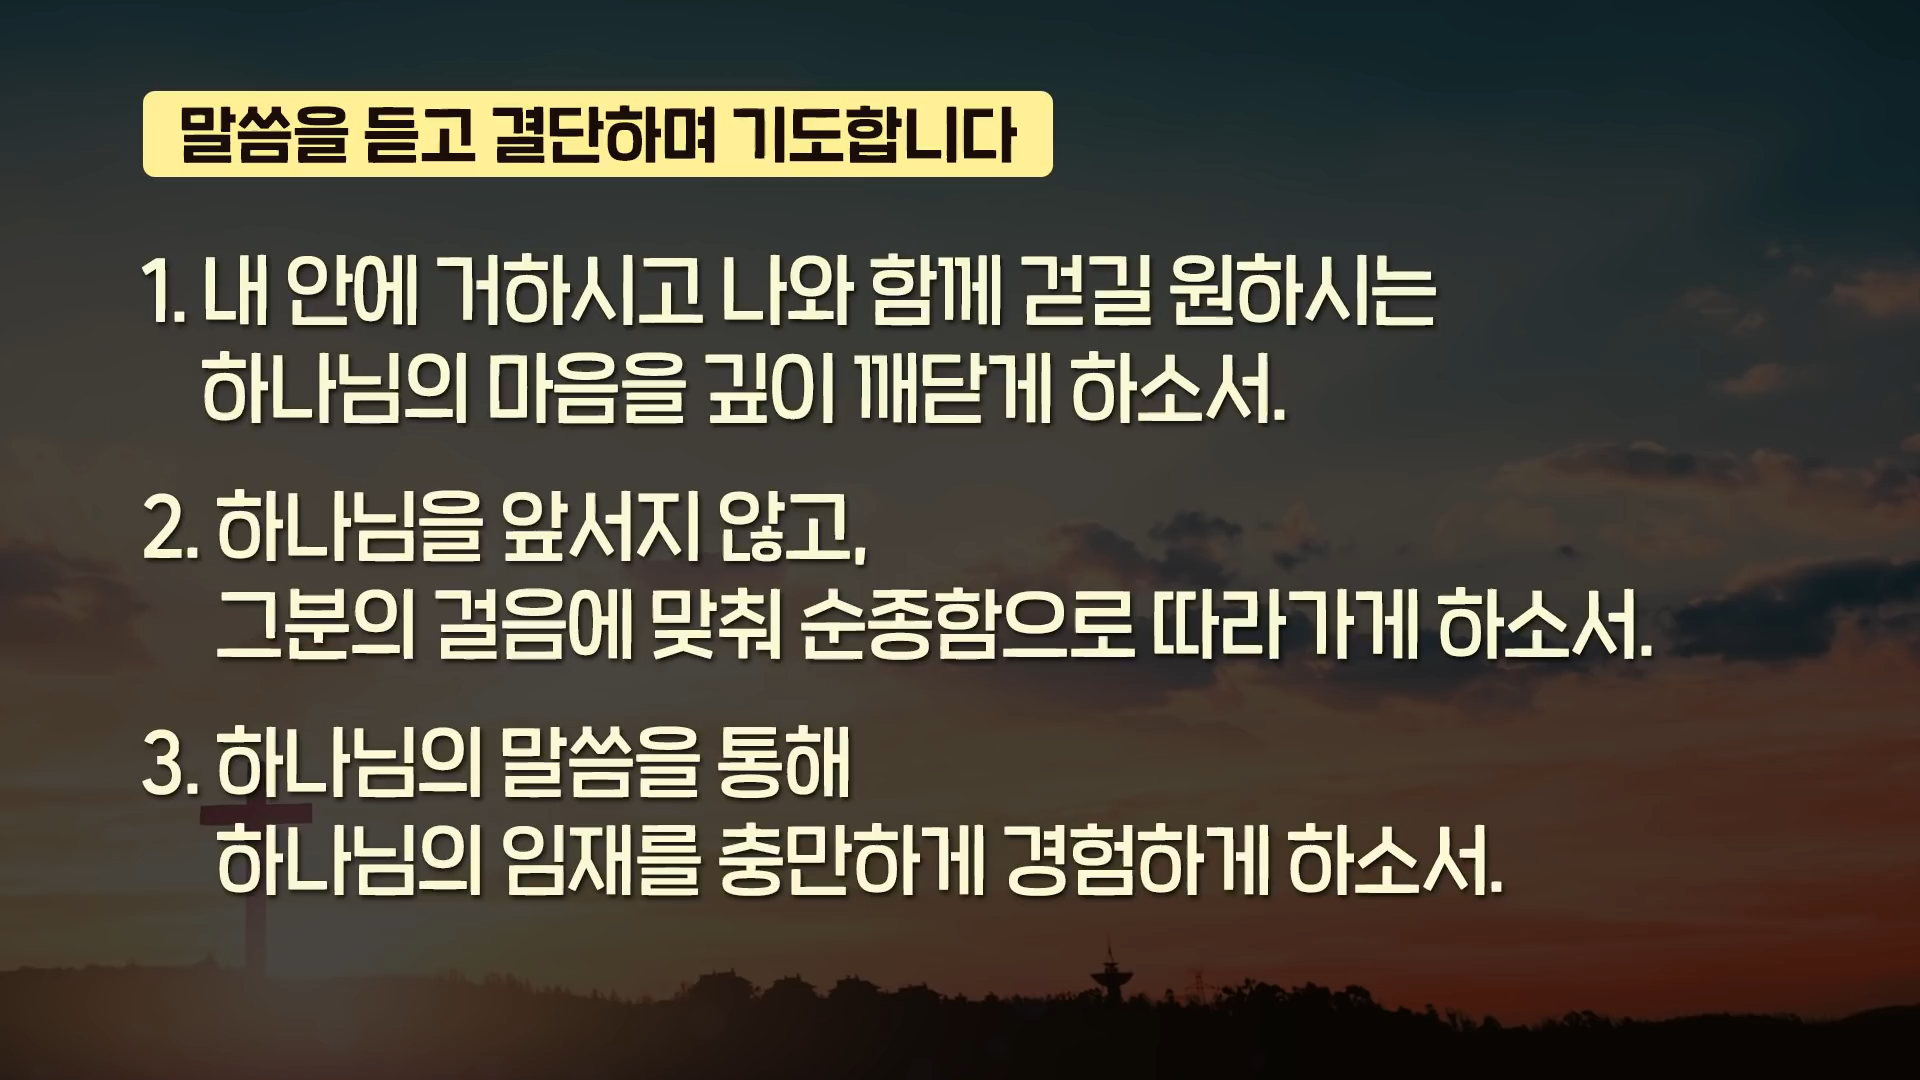 말씀을 듣고 결단하며 기도합니다
1. 내 안에 거하시고 나와 함께 걷길 원하시는
하나님의 마음을 깊이 깨닫게 하소서.
2. 하나님을 앞서지 않고,
그분의 걸음에 맞춰 순종함으로 따라가게 하소서.
3. 하나님의 말씀을 통해
하나님의 임재를 충만하게 경험하게 하소서.